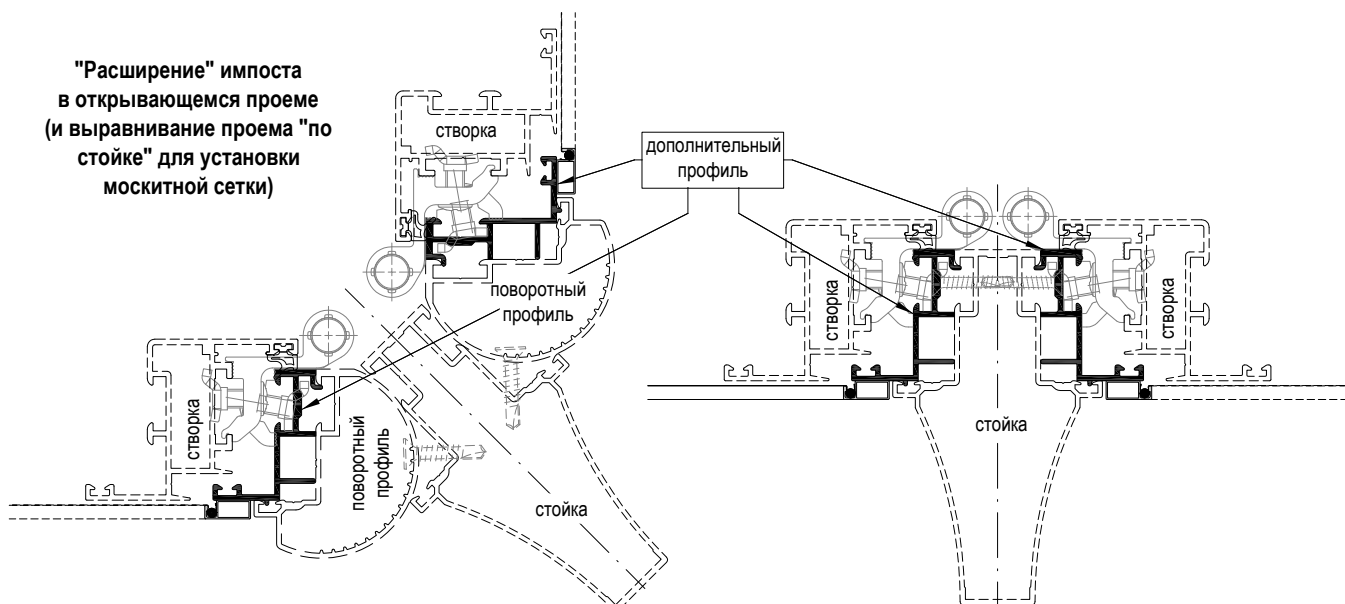 "Расширение" импоста
в открывающемся проеме
(и выравнивание проема "по
стойке" для установки
москитной сетки)
створка
дополнительный
профиль
поворотный
профиль
створка
поворотный
профиль
стойка
створка
створка
стойка